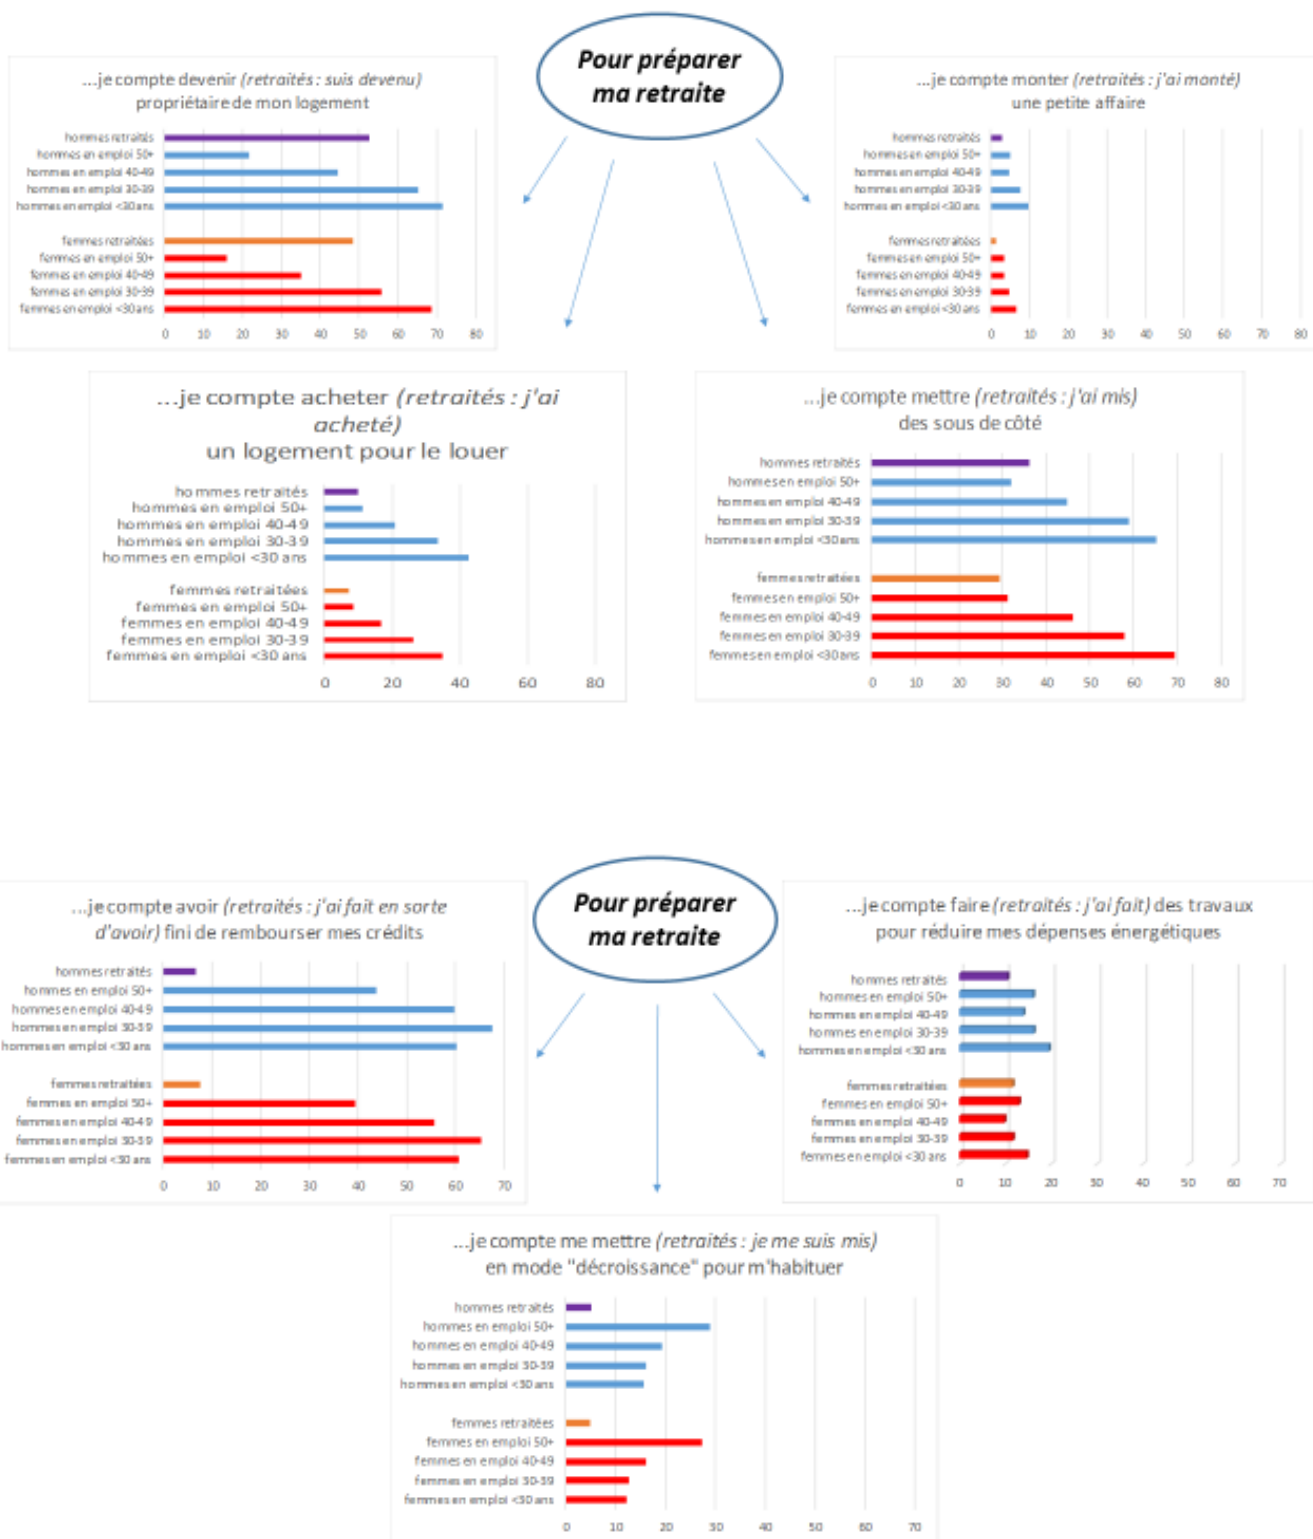 Pour préparer
ma retraite
...je compte devenir (retraités : suis devenu)
propriétaire de mon logement
hommes retraités
hommes en emploi 50+
hommes en emploi 40-49
hommes en emploi 30-39
hommes en emploi <30 ans
femmes retraitées
femmes en emploi 50+
femmes en emploi 40-49
femmes en emploi 30-39
femmes en emploi <30 ans
0 10 20 30 40 50 60 70 80
...je compte monter (retraités : j'ai monté)
une petite affaire
hommes retraités
hommes en emploi 50+
hommes en emploi 40-49
hommes en emploi 30-39
hommes en emploi <30 ans
femmes retraitées
femmes en emploi 50+
femmes en emploi 40-49
femmes en emploi 30-39
femmes en emploi <30 ans
0 10 20 30 40 50 60 70 80
...je compte acheter (retraités : j'ai
acheté)
un logement pour le louer
hommes retraités
hommes en emploi 50+
hommes en emploi 40-49
hommes en emploi 30-39
hommes en emploi <30 ans
femmes retraitées
femmes en emploi 50+
femmes en emploi 40-49
femmes en emploi 30-39
femmes en emploi <30 ans
0 20 40 60 80
...je compte mettre (retraités : j'ai mis)
des sous de côté
hommes retraités
hommes en emploi 50+
hommes en emploi 40-49
hommes en emploi 30-39
hommes en emploi <30 ans
femmes retraitées
femmes en emploi 50+
femmes en emploi 40-49
femmes en emploi 30-39
femmes en emploi <30 ans
0 10 20 30 40 50 60 70 80
Pour préparer
ma retraite
...je compte avoir (retraités : j'ai fait en sorte
d'avoir) fini de rembourser mes crédits
hommes retraités
hommes en emploi 50+
hommes en emploi 40-49
hommes en emploi 30-39
hommes en emploi <30 ans
femmes retraitées
femmes en emploi 50+
femmes en emploi 40-49
femmes en emploi 30-39
femmes en emploi <30 ans
0 10 20 30 40 50 60 70
...je compte faire (retraités : j'ai fait) des travaux
pour réduire mes dépenses énergétiques
hommes retraités
hommes en emploi 50+
hommes en emploi 40-49
hommes en emploi 30-39
hommes en emploi <30 ans
femmes retraitées
femmes en emploi 50+
femmes en emploi 40-49
femmes en emploi 30-39
femmes en emploi <30 ans
0 10 20 30 40 50 60 70
...je compte me mettre (retraités : je me suis mis)
en mode "décroissance" pour m'habituer
hommes retraités
hommes en emploi 50+
hommes en emploi 40-49
hommes en emploi 30-39
hommes en emploi <30 ans
femmes retraitées
femmes en emploi 50+
femmes en emploi 40-49
femmes en emploi 30-39
femmes en emploi <30 ans
0 10 20 30 40 50 60 70